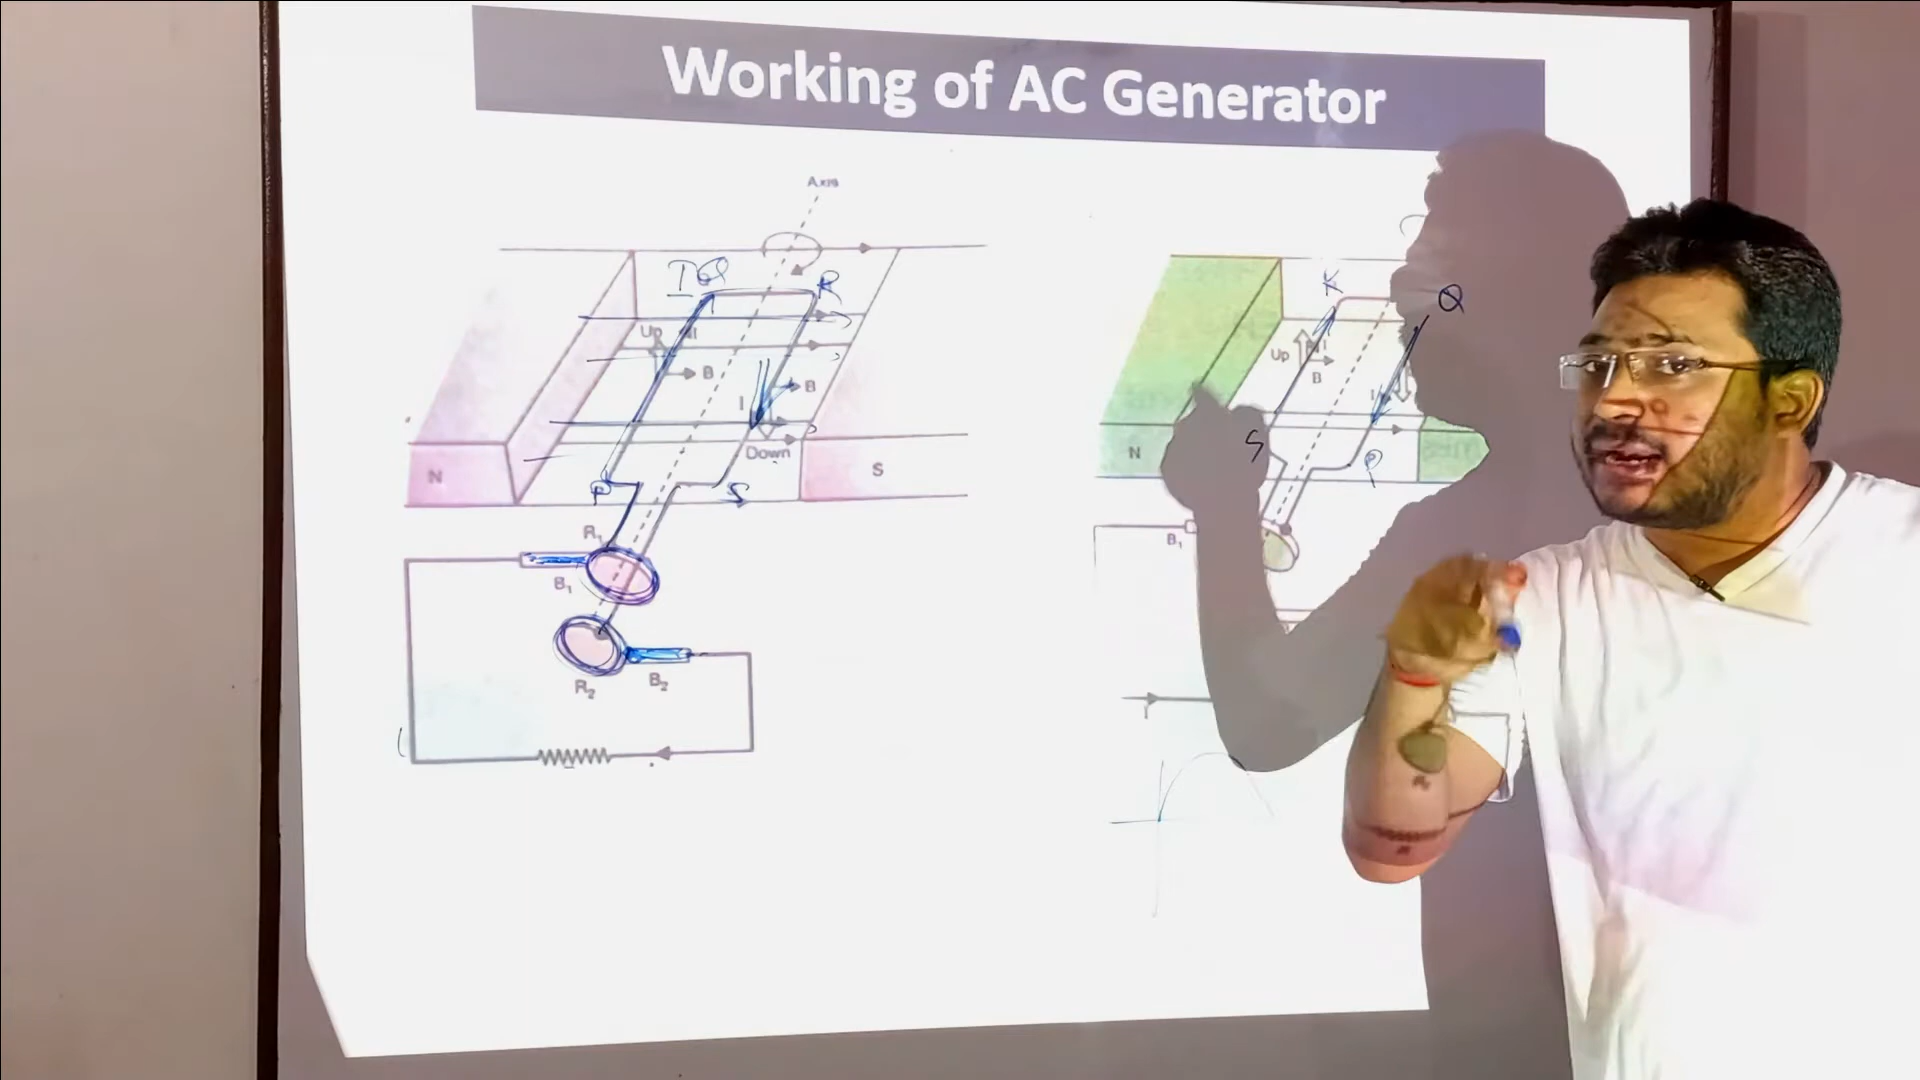 Working of AC Generator
Axis
I Q
R
Up
I
B
B
I
Down
N
S
P
S
R₁
B₁
R₂
B₂
R
Q
Up
I
B
I
N
S
P
B₁
I